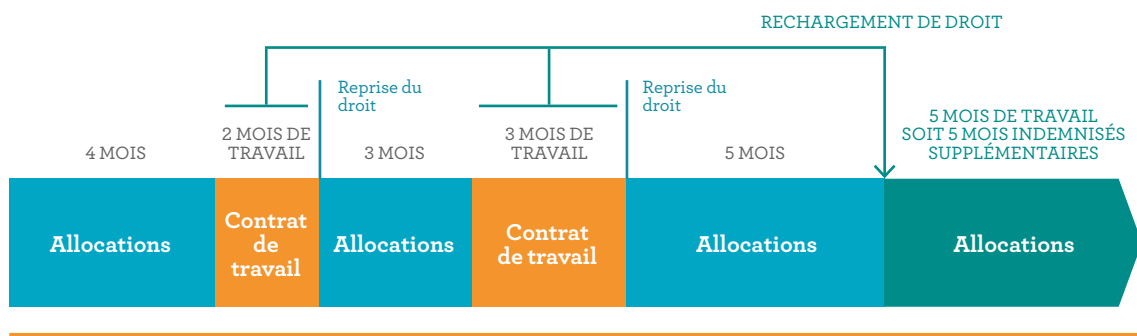 RECHARGEMENT DE DROIT
4 MOIS
2 MOIS DE
TRAVAIL
Reprise du
droit
3 MOIS
3 MOIS DE
TRAVAIL
Reprise du
droit
5 MOIS
5 MOIS DE TRAVAIL
SOIT 5 MOIS INDEMNISÉS
SUPPLÉMENTAIRES
Allocations
Contrat
de
travail
Allocations
Contrat
de travail
Allocations
Allocations